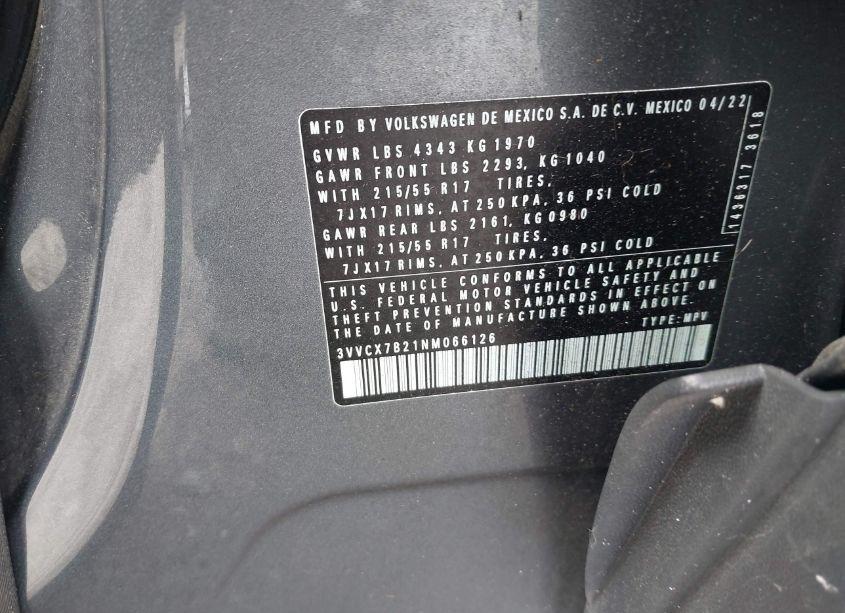 MFD BY VOLKSWAGEN DE MEXICO S.A. DE C.V. MEXICO 04/22
GVWR LBS 4343 KG 1970
GAWR FRONT LBS 2293, KG 1040
WITH 215/55 R17 TIRES,
7JX17 RIMS, AT 250 KPA, 36 PSI COLD
GAWR REAR LBS 2161, KG 0980
WITH 215/55 R17 TIRES,
7JX17 RIMS, AT 250 KPA, 36 PSI COLD
THIS VEHICLE CONFORMS TO ALL APPLICABLE
U.S. FEDERAL MOTOR VEHICLE SAFETY AND
THEFT PREVENTION STANDARDS IN EFFECT ON
THE DATE OF MANUFACTURE SHOWN ABOVE.
3VVCX7B21NM066126 TYPE: MPV
1436317 3618